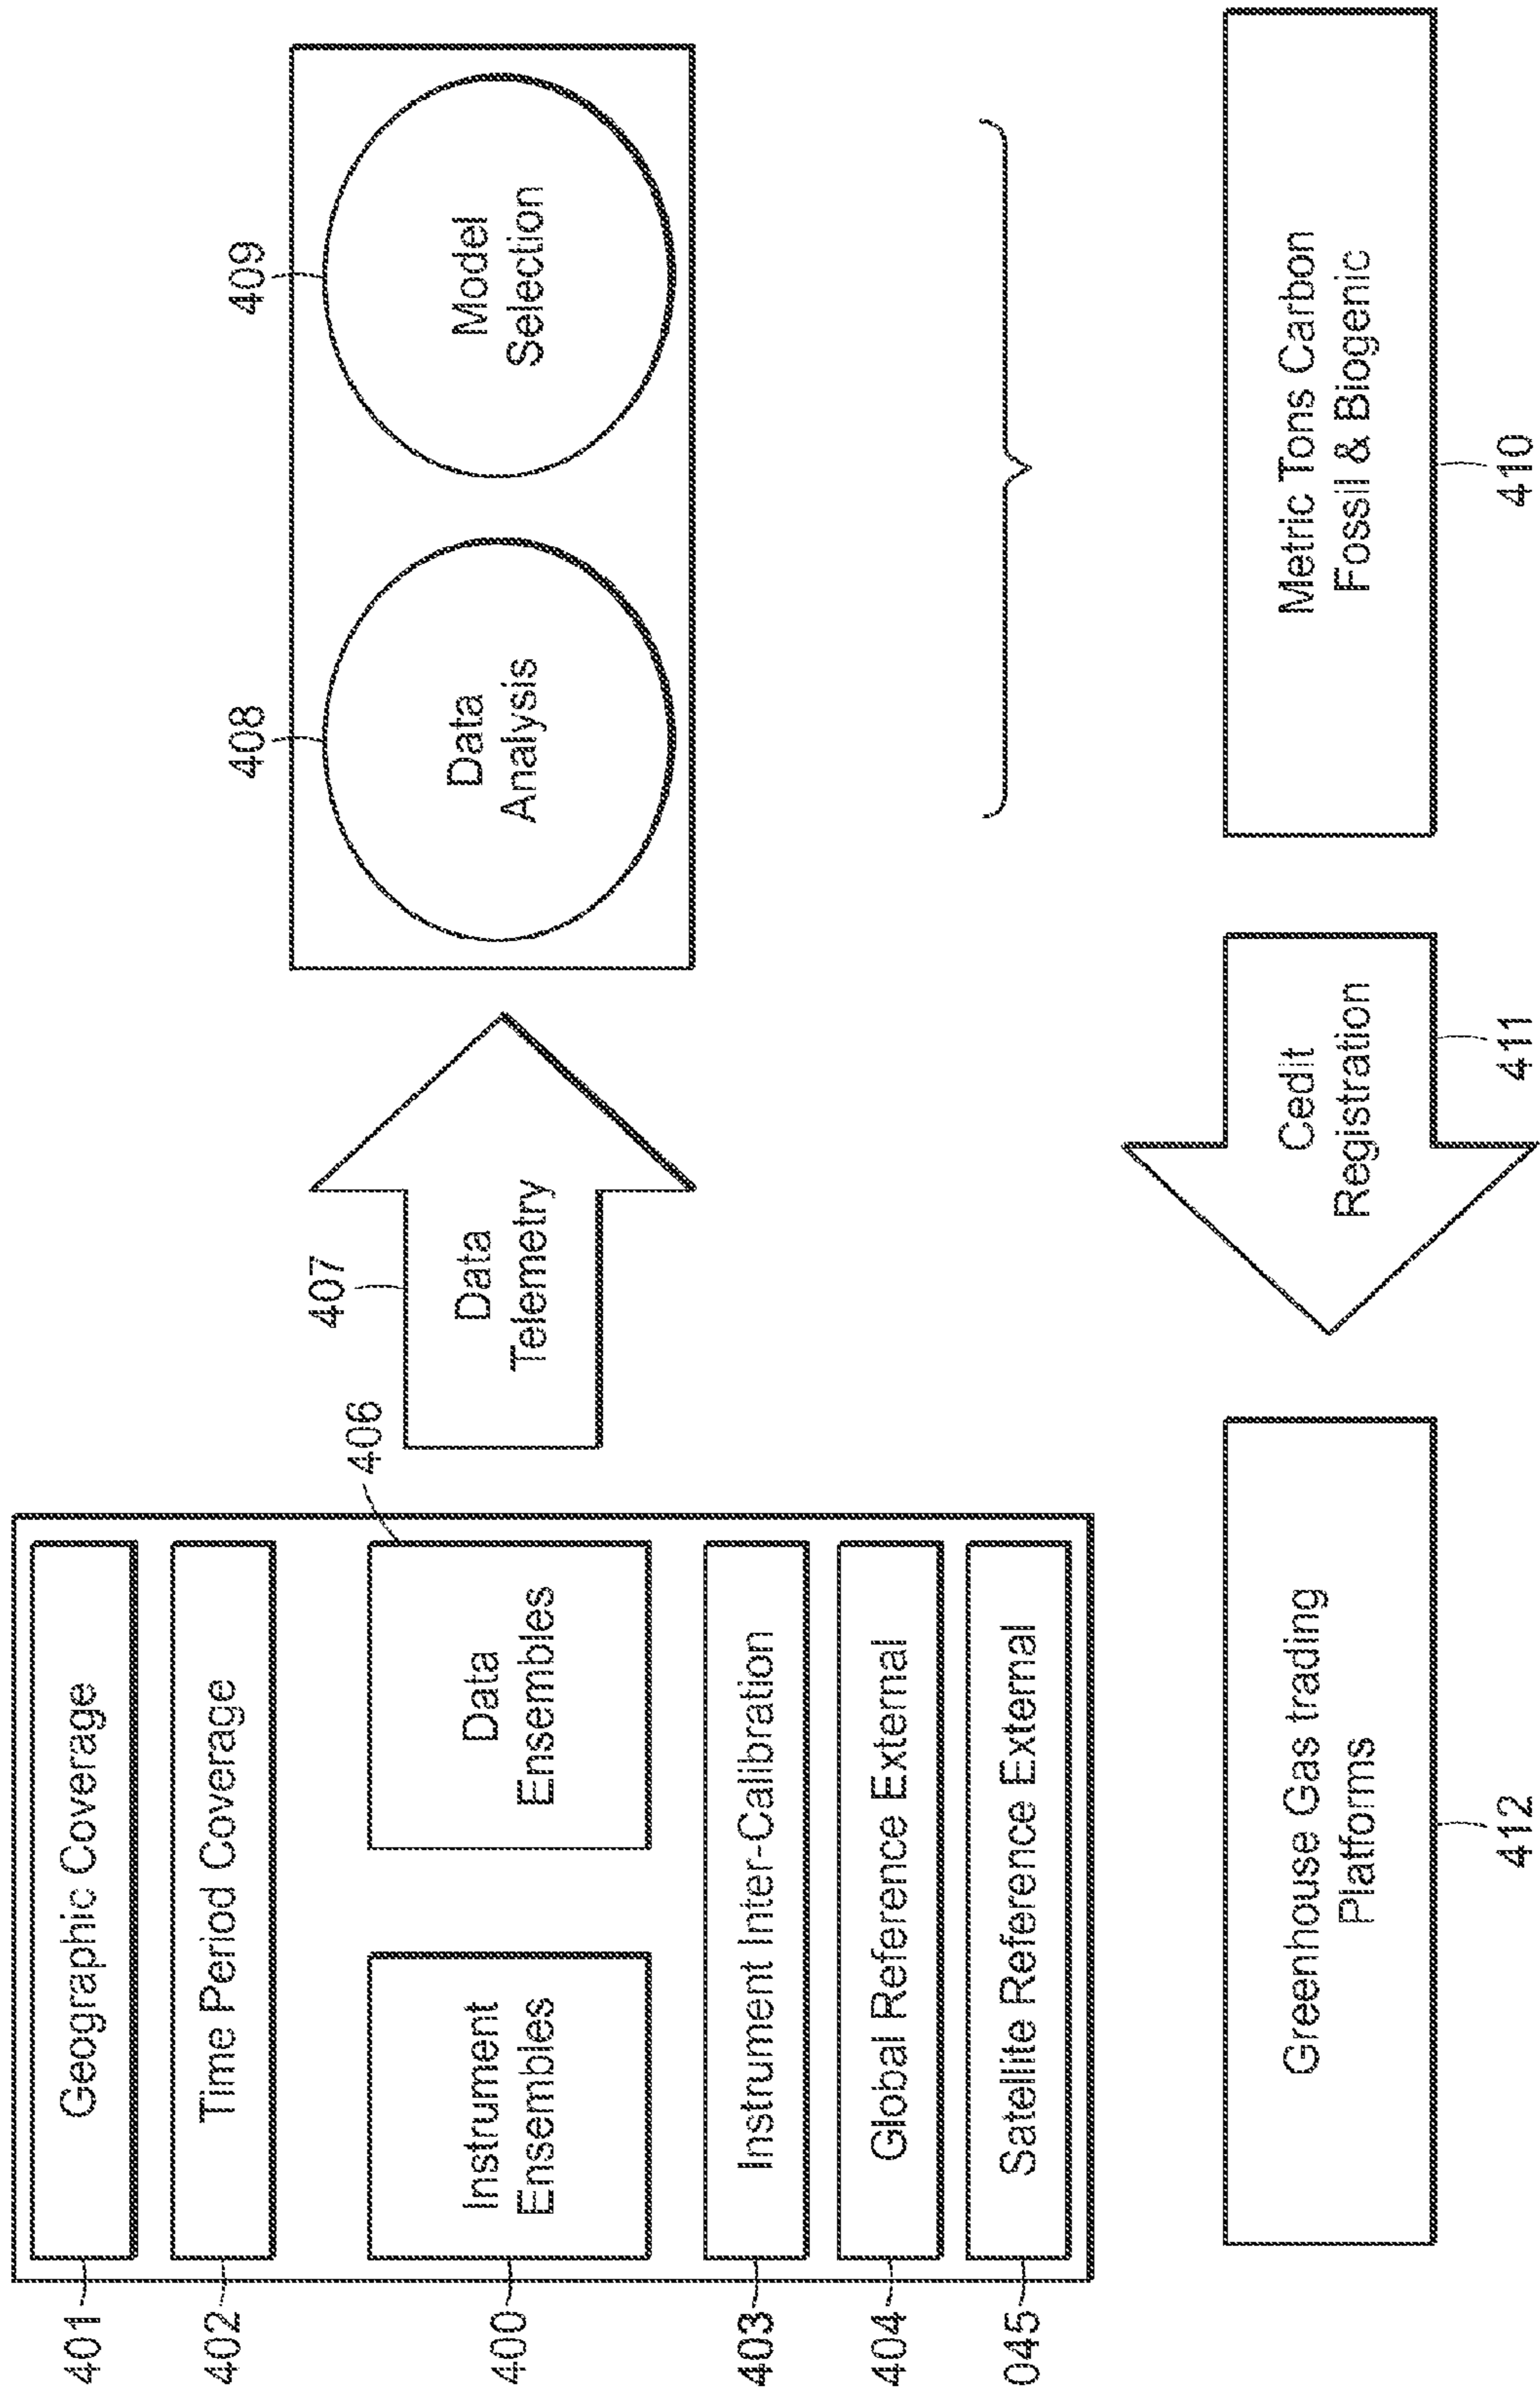 401
Geographic Coverage
402
Time Period Coverage
406
400
Instrument
Ensembles
Data
Ensembles
403
Instrument Inter-Calibration
404
Global Reference External
045
Satellite Reference External
407
Data
Telemetry
408
Data
Analysis
409
Model
Selection
Metric Tons Carbon
Fossil & Biogenic
410
Cedit
Registration
411
Greenhouse Gas trading
Platforms
412